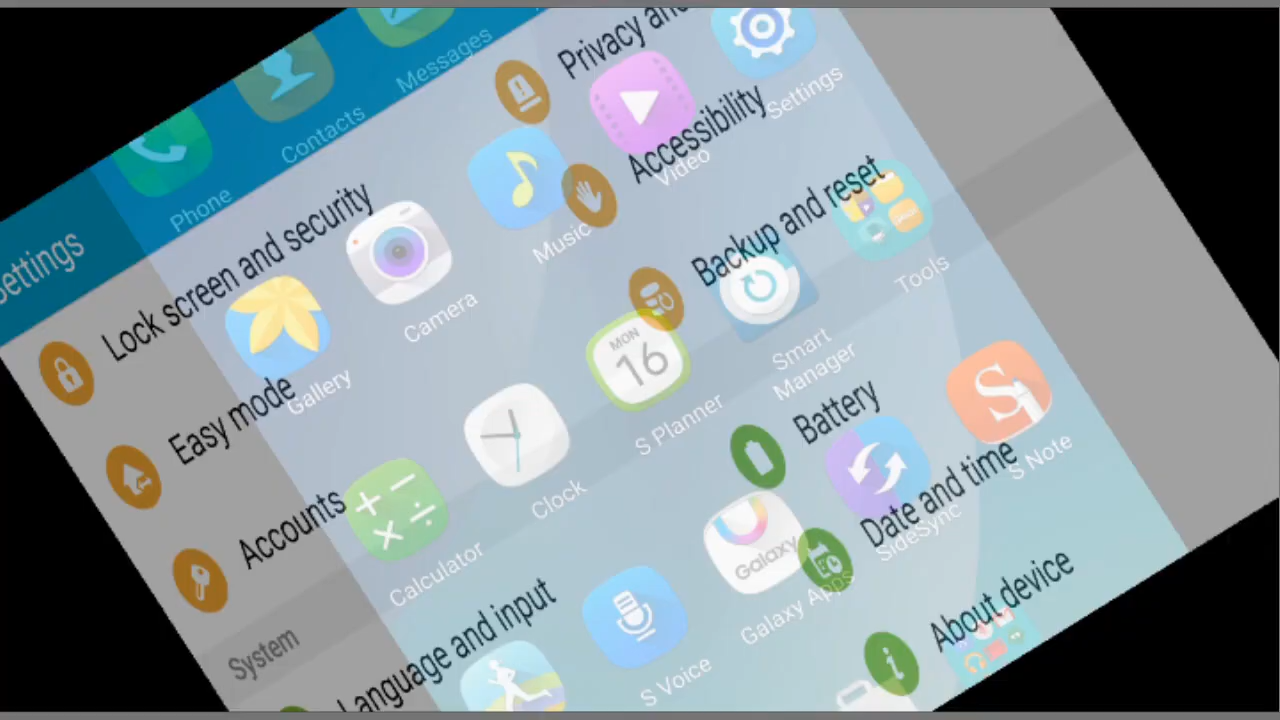 Phone
Contacts
Messages
Settings
Gallery
Camera
Music
Video
Settings
Calculator
Clock
MON
16
S Planner
Smart
Manager
Tools
S Voice
Galaxy
Galaxy Apps
SideSync
S Note
Lock screen and security
Easy mode
Accounts
Privacy and
Accessibility
Backup and reset
System
Language and input
Battery
Date and time
About device